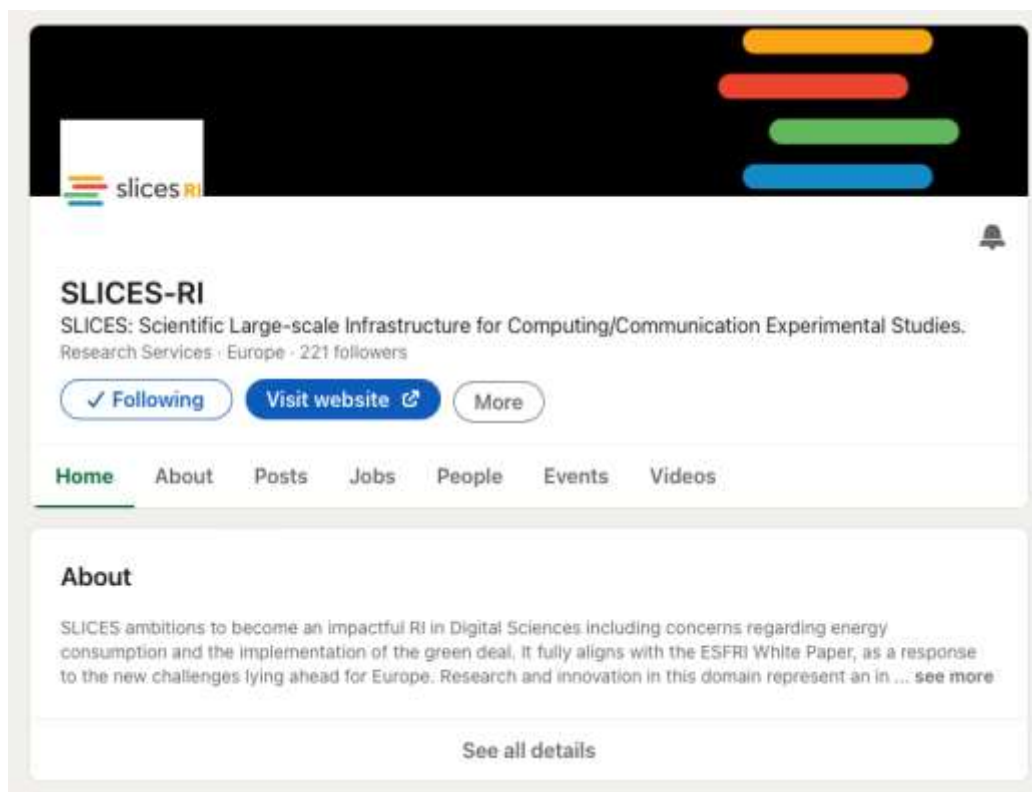 slices RI
SLICES-RI
SLICES: Scientific Large-scale Infrastructure for Computing/Communication Experimental Studies.
Research Services · Europe · 221 followers
✓ Following Visit website More
Home About Posts Jobs People Events Videos
About
SLICES ambitions to become an impactful RI in Digital Sciences including concerns regarding energy
consumption and the implementation of the green deal. It fully aligns with the ESFRI White Paper, as a response
to the new challenges lying ahead for Europe. Research and innovation in this domain represent an in ... see more
See all details